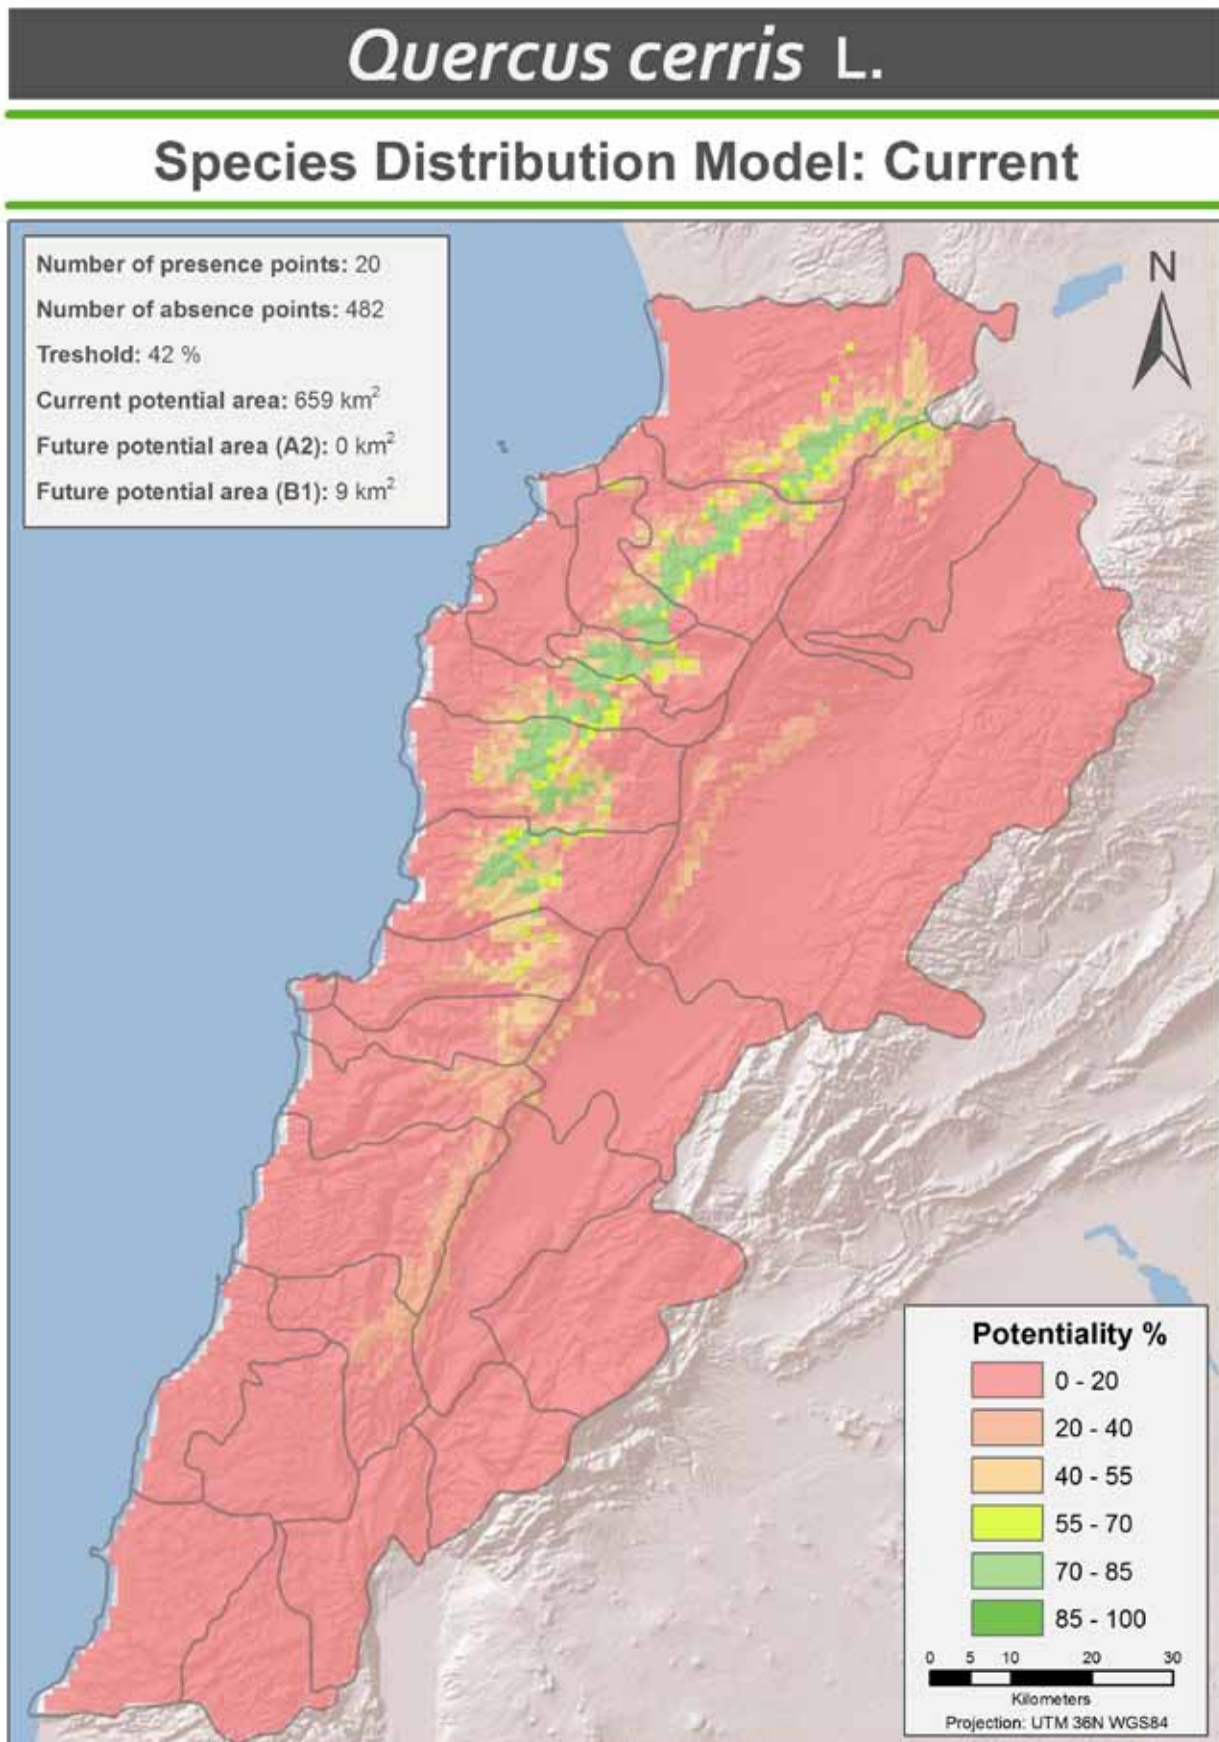 Quercus cerris L.
Species Distribution Model: Current
Number of presence points: 20
Number of absence points: 482
Treshold: 42 %
Current potential area: 659 km²
Future potential area (A2): 0 km²
Future potential area (B1): 9 km²
N
Potentiality %
0 - 20
20 - 40
40 - 55
55 - 70
70 - 85
85 - 100
0 5 10 20 30
Kilometers
Projection: UTM 36N WGS84